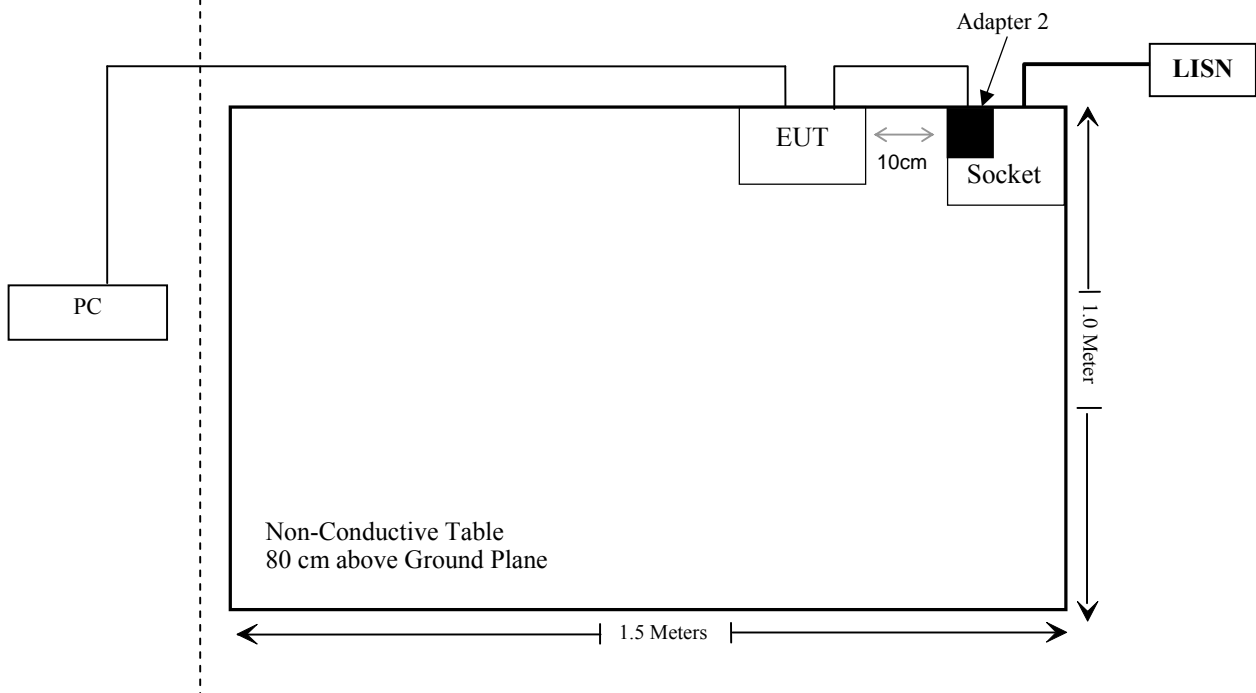 Adapter 2
LISN
EUT
10cm
Socket
PC
1.0 Meter
Non-Conductive Table
80 cm above Ground Plane
1.5 Meters